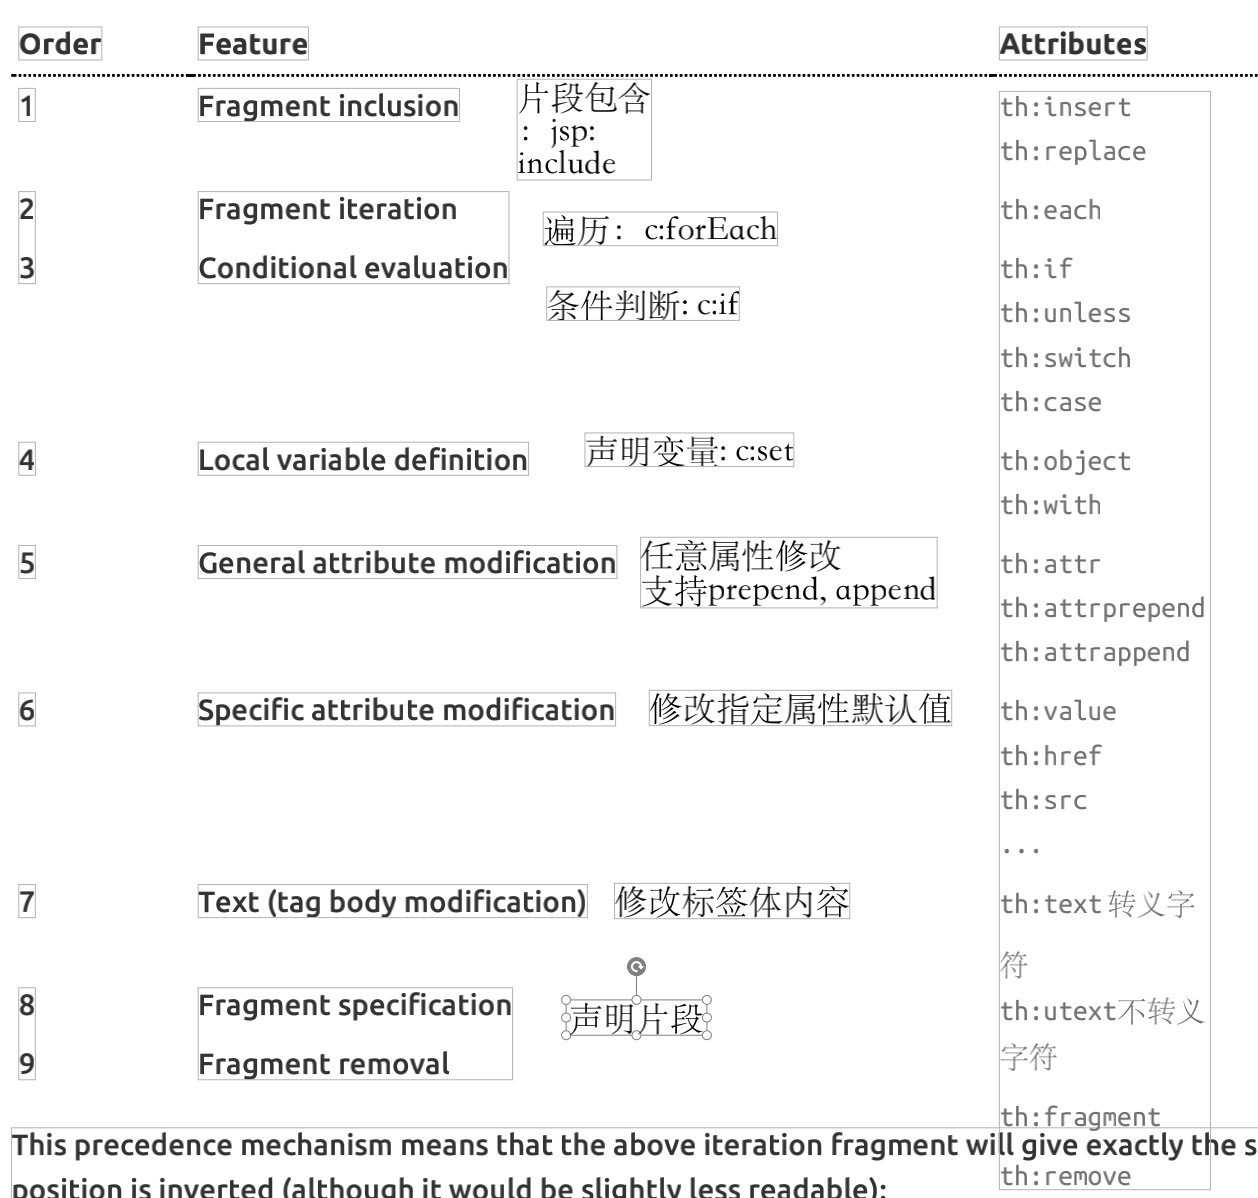 Order Feature Attributes
1 Fragment inclusion 片段包含 th:insert
： jsp: th:replace
include
2 Fragment iteration 遍历：c:forEach th:each
3 Conditional evaluation th:if
条件判断: c:if th:unless
th:switch
th:case
4 Local variable definition 声明变量: c:set th:object
th:with
5 General attribute modification 任意属性修改 th:attr
支持prepend, append th:attrprepend
th:attrappend
6 Specific attribute modification 修改指定属性默认值 th:value
th:href
th:src
...
7 Text (tag body modification) 修改标签体内容 th:text 转义字
符
8 Fragment specification 声明片段 th:utext不转义
9 Fragment removal 字符
th:fragment
This precedence mechanism means that the above iteration fragment will give exactly the s
th:remove
position is inverted (although it would be slightly less readable):